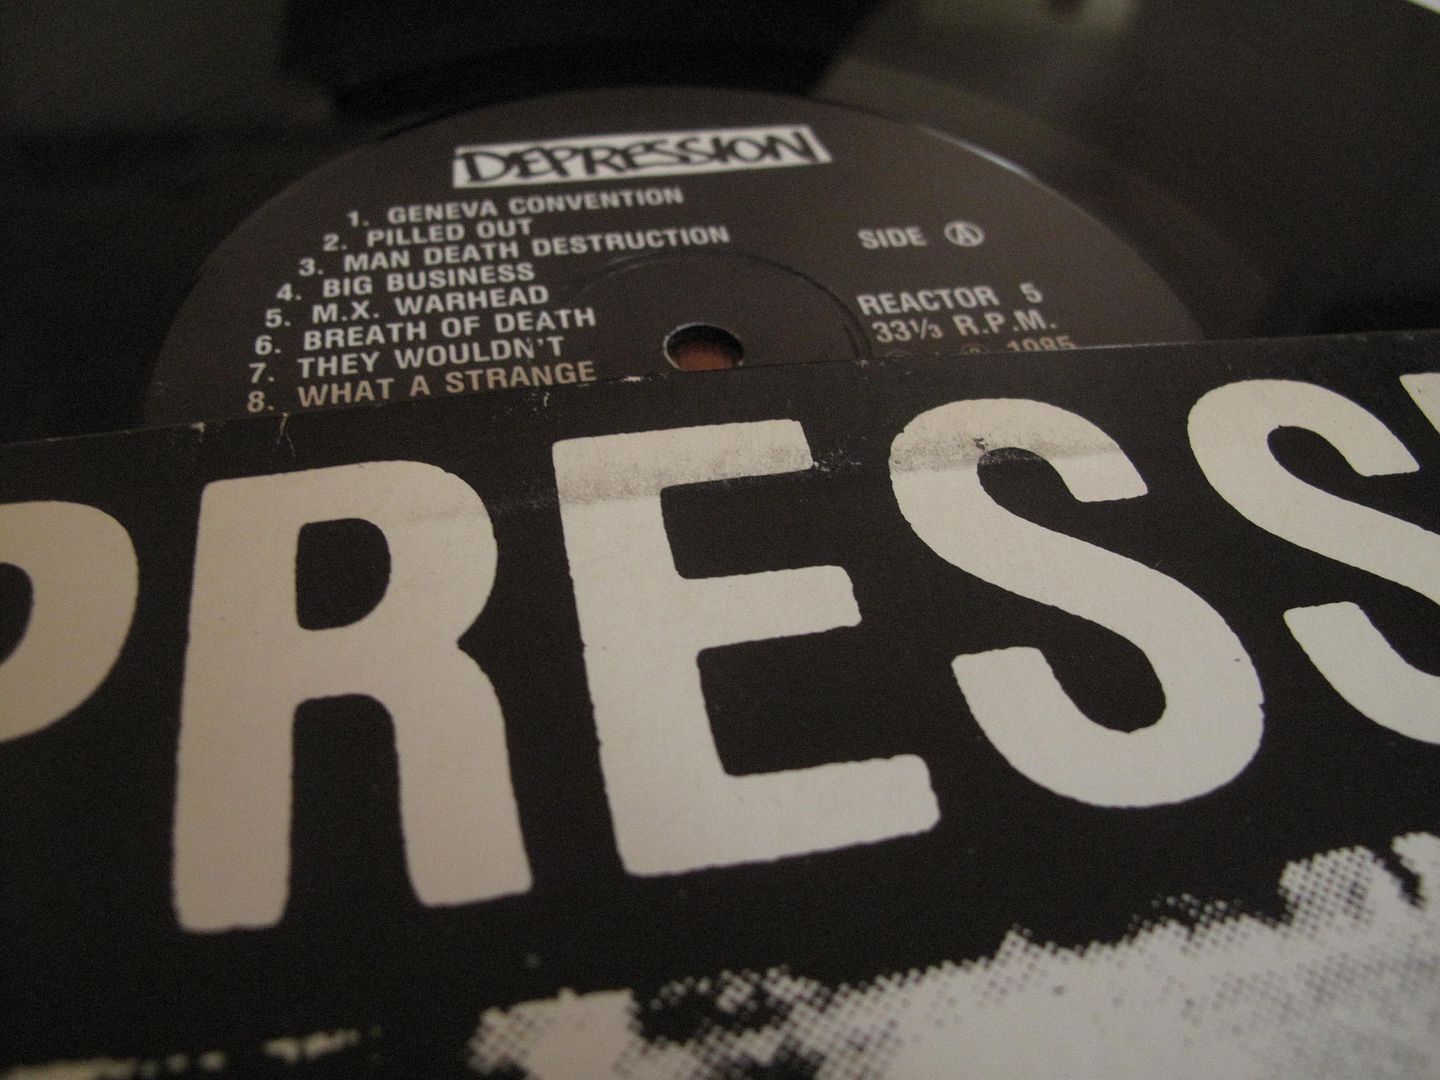 DEPRESSION
1. GENEVA CONVENTION
2. PILLED OUT
3. MAN DEATH DESTRUCTION
4. BIG BUSINESS
5. M.X. WARHEAD
6. BREATH OF DEATH
7. THEY WOULDN'T
8. WHAT A STRANGE
SIDE A
REACTOR 5
33⅓ R.P.M.
1985
PRESS